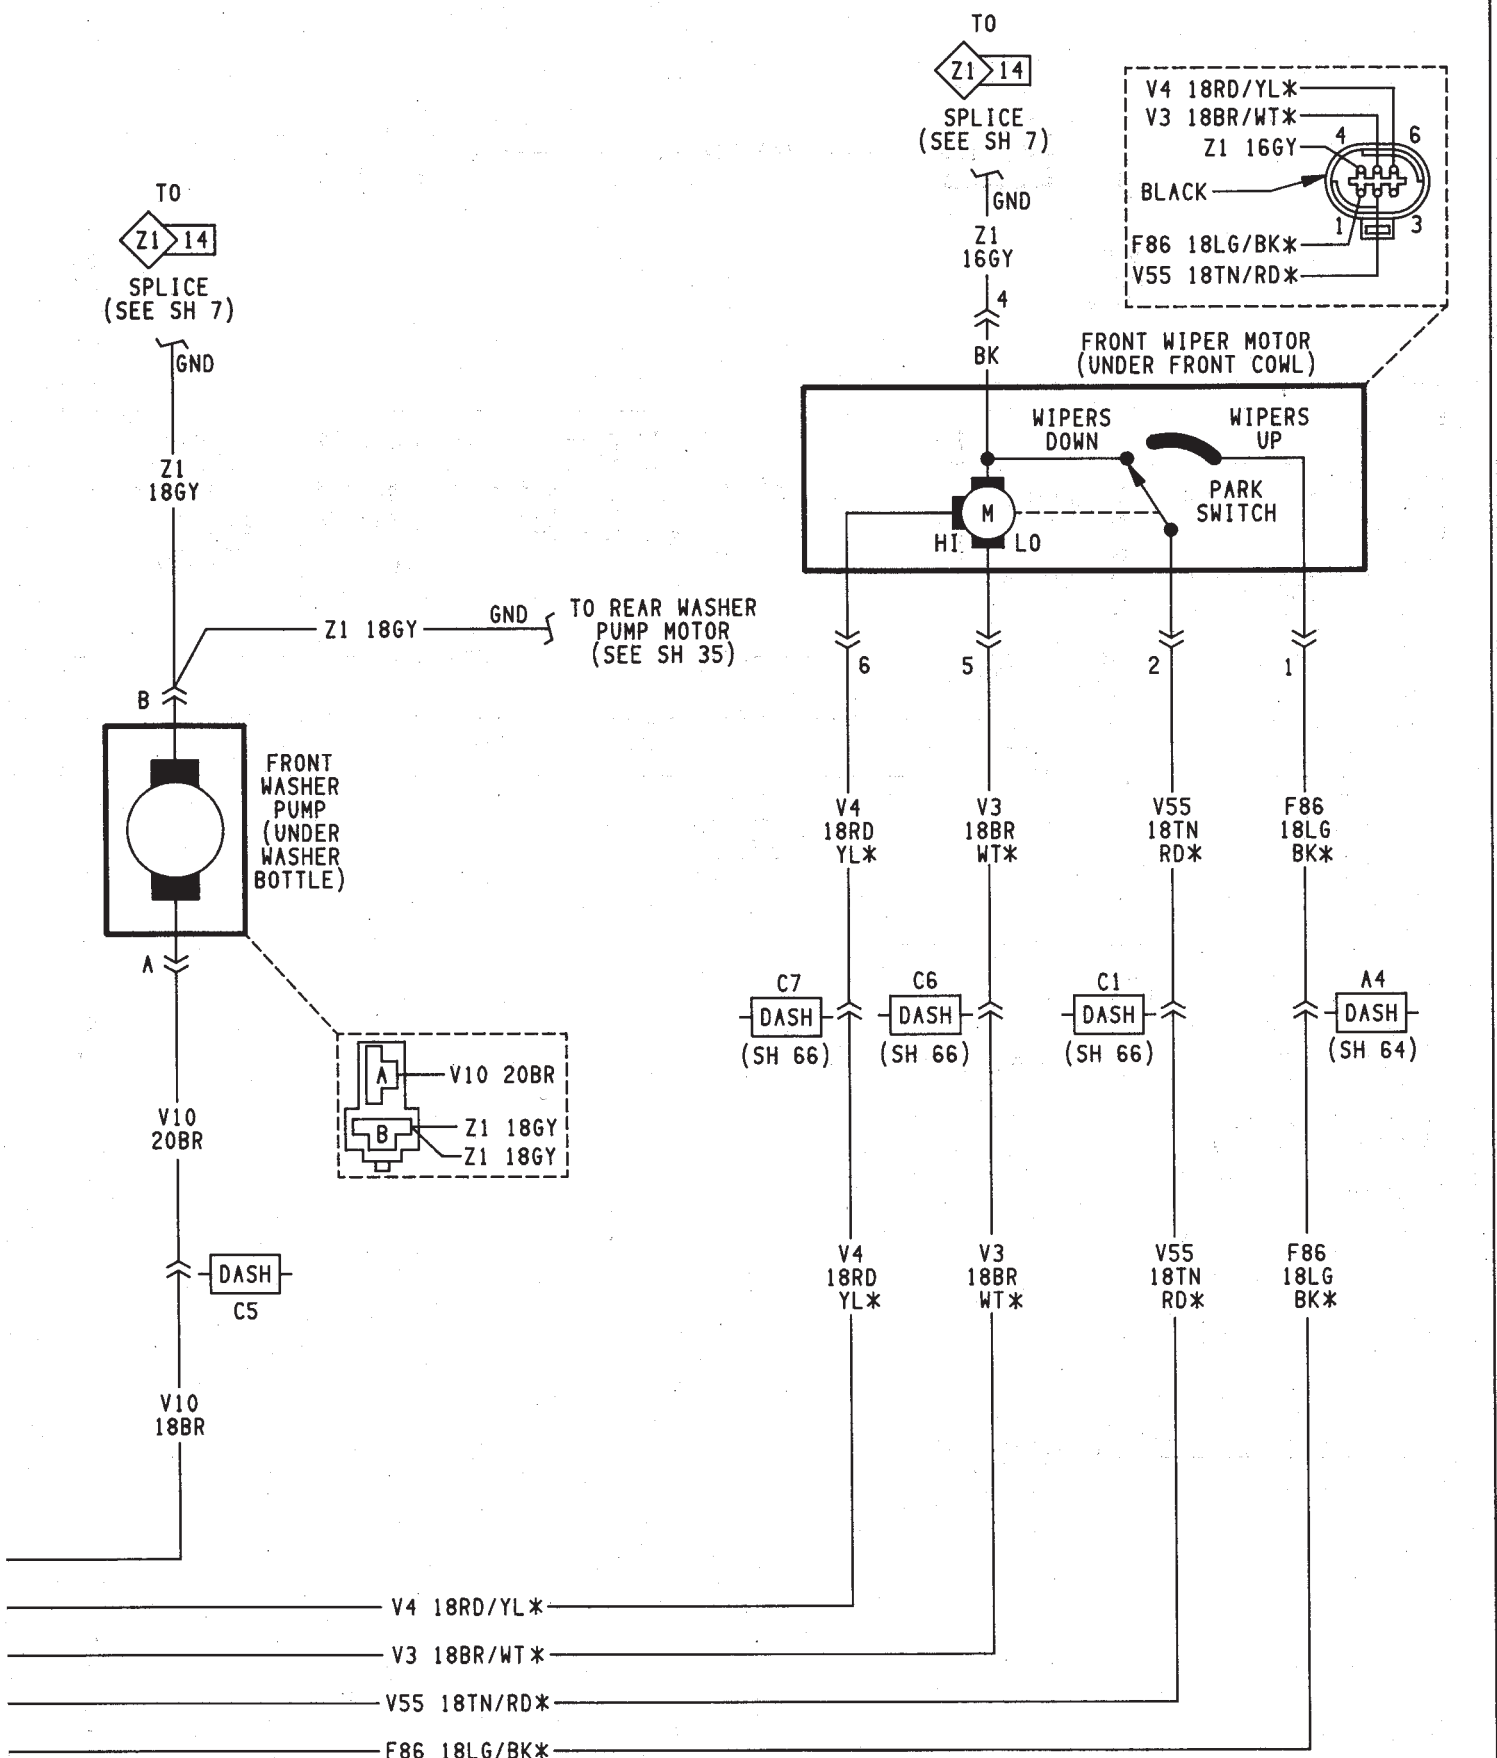 TO
Z1 14
SPLICE
(SEE SH 7)
GND
Z1
16GY
4
BK
V4 18RD/YL*
V3 18BR/WT*
4 6
Z1 16GY
BLACK
1 3
F86 18LG/BK*
V55 18TN/RD*
FRONT WIPER MOTOR
(UNDER FRONT COWL)
WIPERS
DOWN
WIPERS
UP
PARK
SWITCH
M
HI LO
6
5
2
1
TO
Z1 14
SPLICE
(SEE SH 7)
GND
Z1
18GY
Z1 18GY
GND
TO REAR WASHER
PUMP MOTOR
(SEE SH 35)
B
FRONT
WASHER
PUMP
(UNDER
WASHER
BOTTLE)
A
A
V10 20BR
B
Z1 18GY
Z1 18GY
V10
20BR
DASH
C5
V10
18BR
V4
18RD
YL*
V3
18BR
WT*
V55
18TN
RD*
F86
18LG
BK*
C7
DASH
(SH 66)
C6
DASH
(SH 66)
C1
DASH
(SH 66)
A4
DASH
(SH 64)
V4
18RD
YL*
V3
18BR
WT*
V55
18TN
RD*
F86
18LG
BK*
V4 18RD/YL*
V3 18BR/WT*
V55 18TN/RD*
F86 18LG/BK*